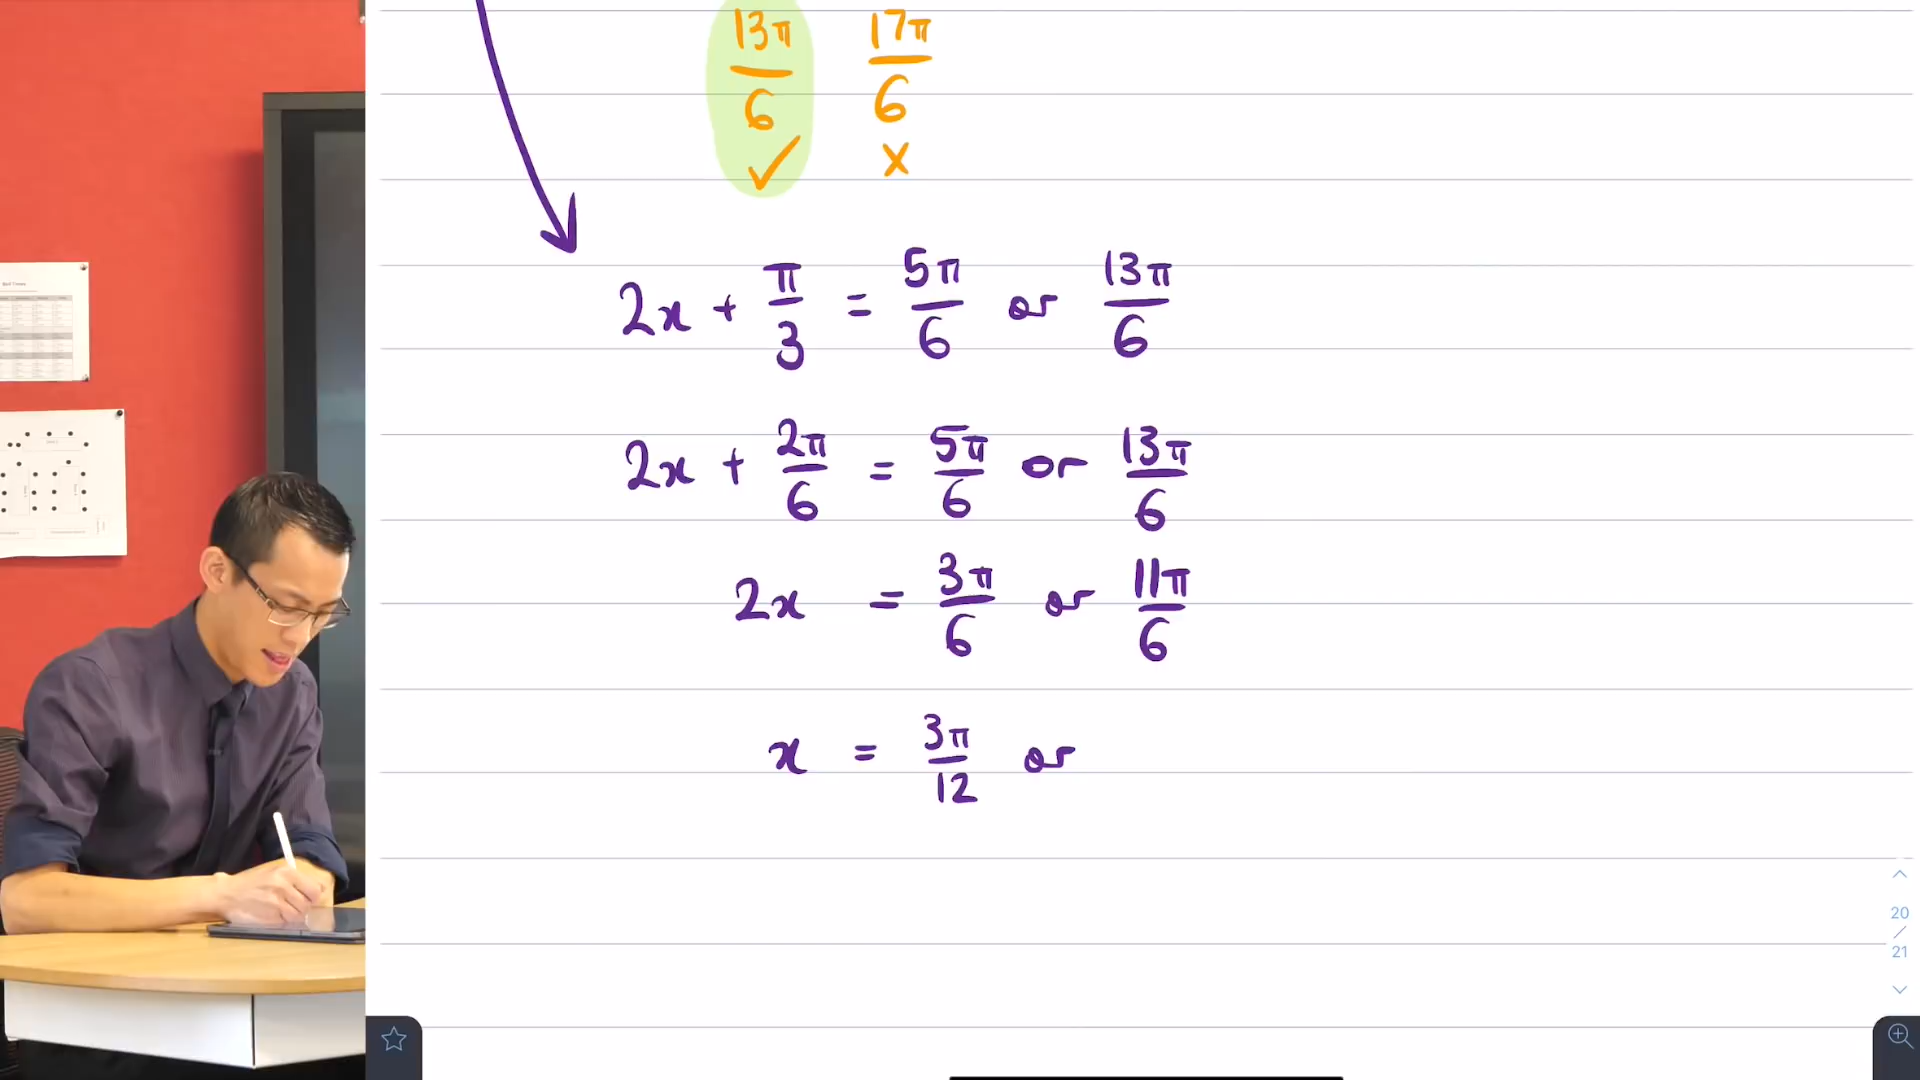 13π/6 17π/6
✓ x
2x + π/3 = 5π/6 or 13π/6
2x + 2π/6 = 5π/6 or 13π/6
2x = 3π/6 or 11π/6
x = 3π/12 or
20
/
21